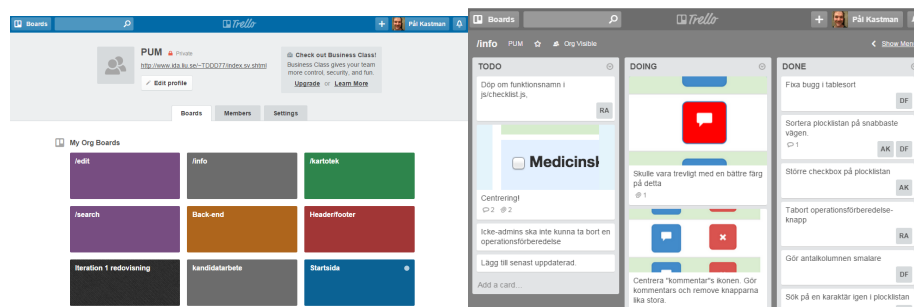 Boards
Trello
Pål Kastman
PUM Private
http://www.ida.liu.se/~TDDD77/index.sv.shtml
Edit profile
Check out Business Class!
Business Class gives your team
more control, security, and fun.
Upgrade or Learn More
Boards Members Settings
My Org Boards
/edit
/info
/kartotek
/search
Back-end
Header/footer
Iteration 1 redovisning
kandidatarbete
Startsida
Boards
Trello
Pål Kastman
/info PUM Org Visible
Show Men
TODO
Döp om funktionsnamn i
js/checklist.js,
RA
Medicinsk
Centrering!
2 2
Icke-admins ska inte kunna ta bort en
operationsförberedelse
Lägg till senast uppdaterad.
Add a card...
DOING
Skulle vara trevligt med en bättre färg
på detta
1
Centrera "kommentar"s ikonen. Gör
kommentars och remove knapparna
lika stora.
DONE
Fixa bugg i tablesort
DF
Sortera plocklistan på snabbaste
vägen.
1
AK DF
Större checkbox på plocklistan
AK
Tabort operationsförberedelse-
knapp
RA
Gör antalkolumnen smalare
DF
Sök på en karaktär igen i plocklistan